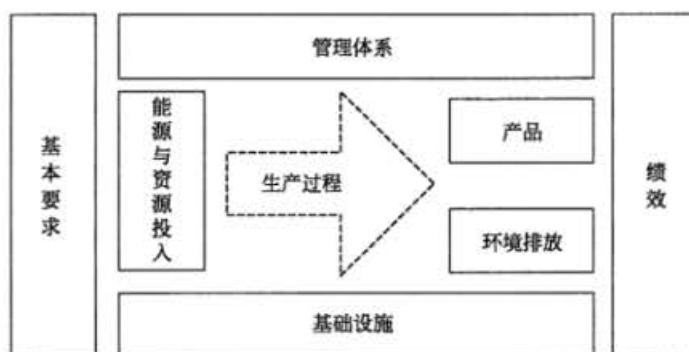 管理体系
基本要求
能源与资源投入
生产过程
产品
环境排放
绩效
基础设施